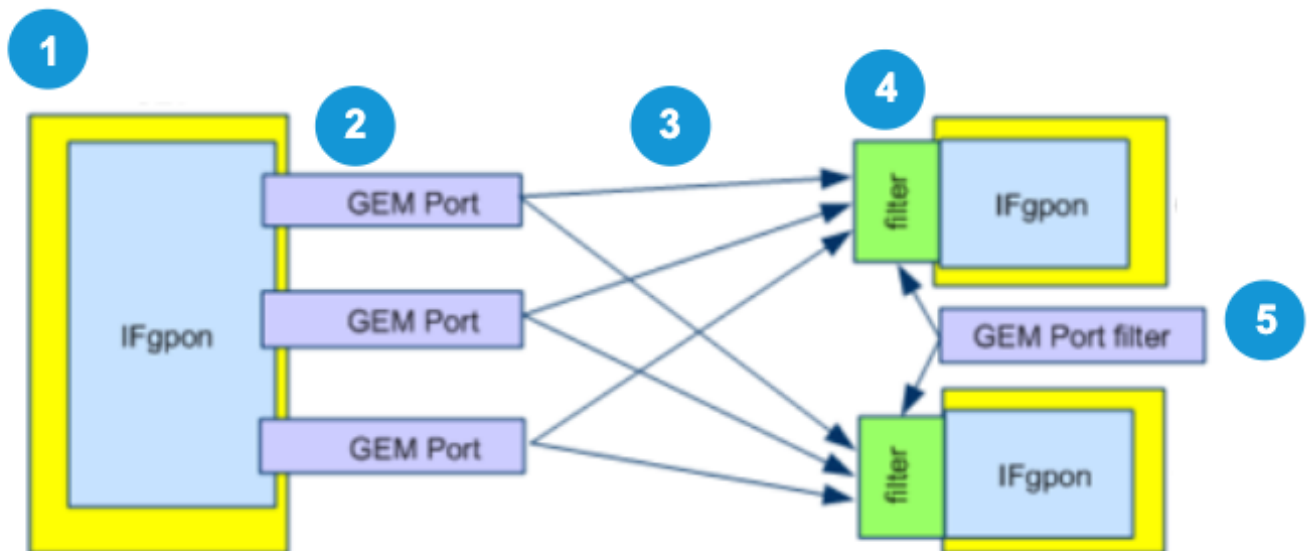 1
2
3
4
GEM Port
filter
IFgpon
IFgpon
GEM Port
GEM Port filter
5
GEM Port
filter
IFgpon